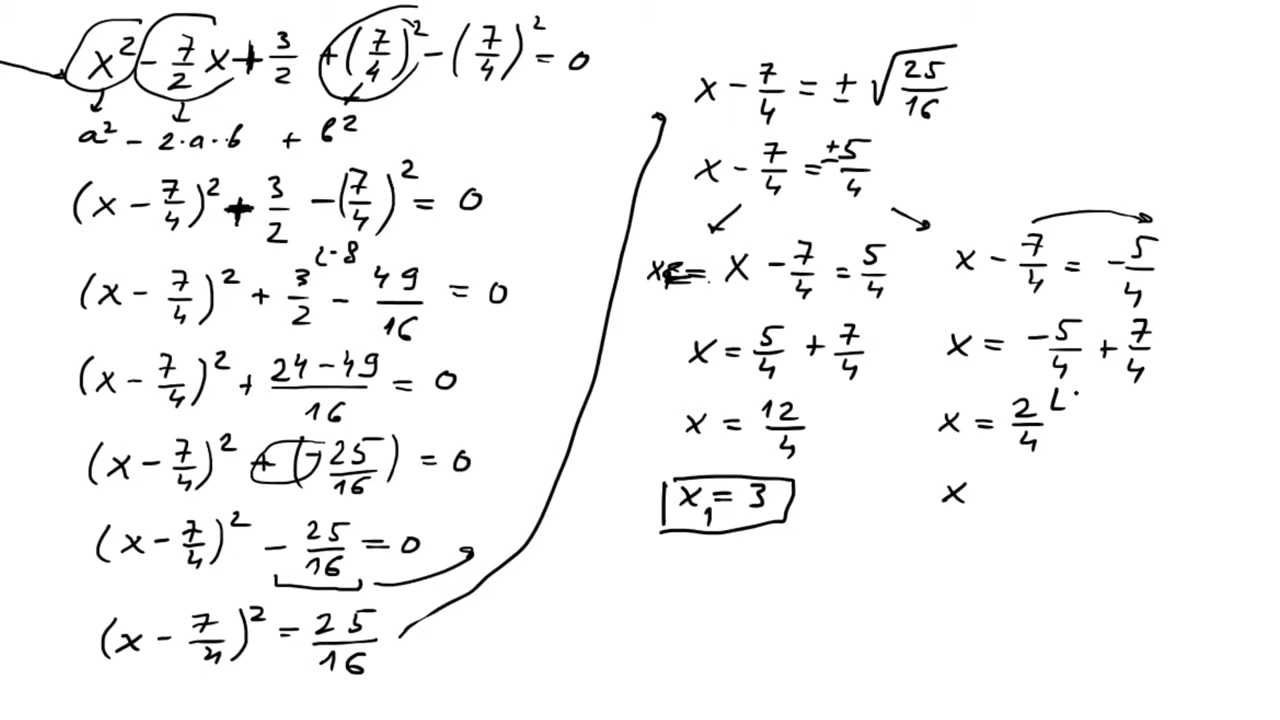 x² - 7/2 x + 3/2 + (7/4)² - (7/4)² = 0
a² - 2·a·b + b²
(x - 7/4)² + 3/2 - (7/4)² = 0
(x - 7/4)² + 3/2 - 49/16 = 0
(x - 7/4)² + (24 - 49)/16 = 0
(x - 7/4)² + (-25/16) = 0
(x - 7/4)² - 25/16 = 0
(x - 7/4)² = 25/16
x - 7/4 = ± √(25/16)
x - 7/4 = ± 5/4
x - 7/4 = 5/4
x = 5/4 + 7/4
x = 12/4
x₁ = 3
x - 7/4 = -5/4
x = -5/4 + 7/4
x = 2/4
x